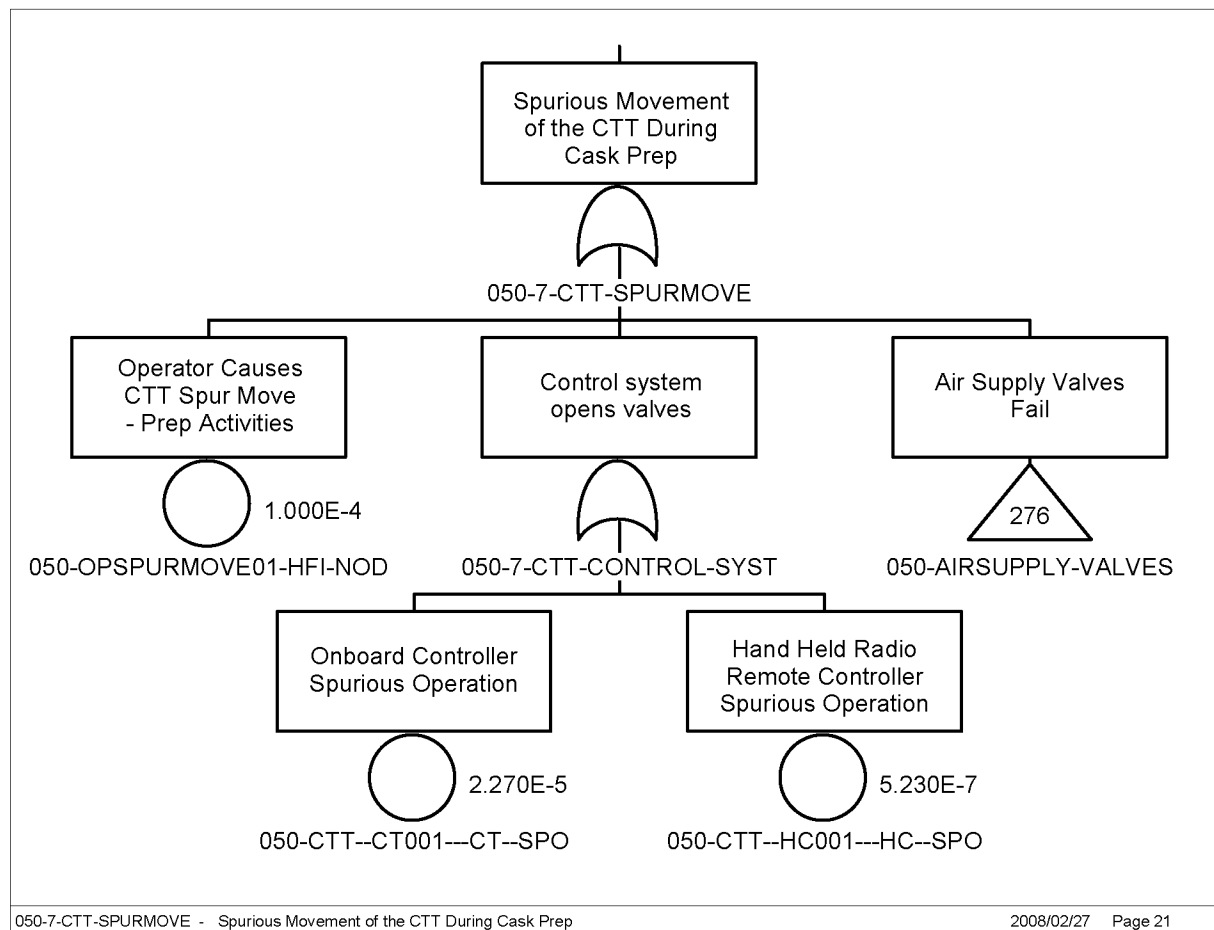 Spurious Movement
of the CTT During
Cask Prep
050-7-CTT-SPURMOVE
Operator Causes
CTT Spur Move
- Prep Activities
1.000E-4
050-OPSPURMOVE01-HFI-NOD
Control system
opens valves
050-7-CTT-CONTROL-SYST
Air Supply Valves
Fail
276
050-AIRSUPPLY-VALVES
Onboard Controller
Spurious Operation
2.270E-5
050-CTT--CT001---CT--SPO
Hand Held Radio
Remote Controller
Spurious Operation
5.230E-7
050-CTT--HC001---HC--SPO
050-7-CTT-SPURMOVE - Spurious Movement of the CTT During Cask Prep
2008/02/27 Page 21